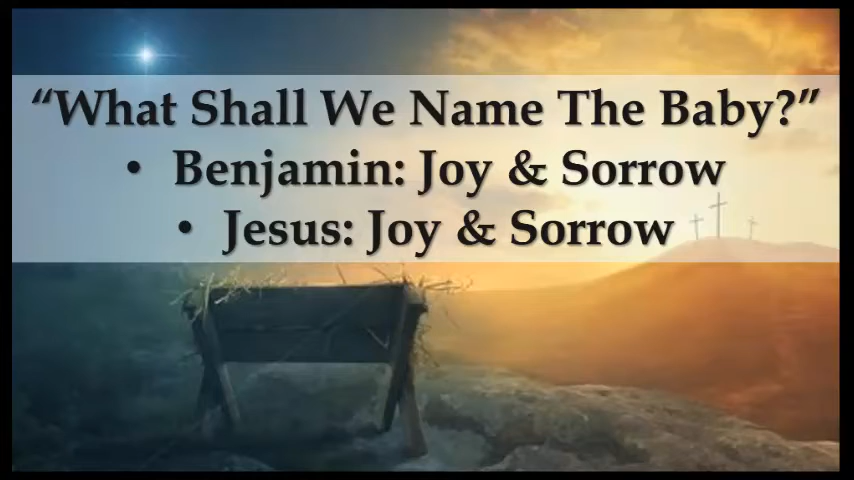 “What Shall We Name The Baby?”
• Benjamin: Joy & Sorrow
• Jesus: Joy & Sorrow